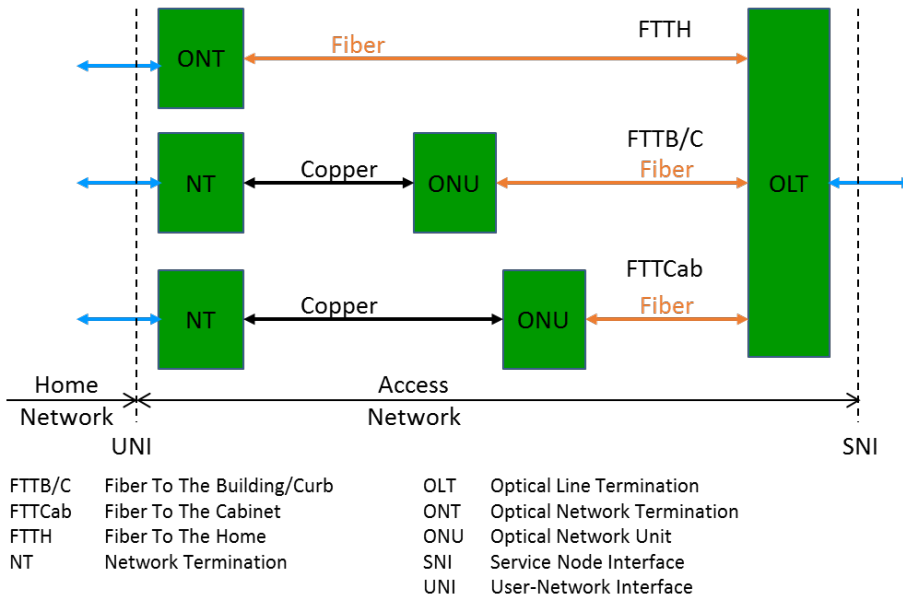 FTTH
Fiber
ONT
FTTB/C
Copper
Fiber
NT
ONU
OLT
FTTCab
Copper
Fiber
NT
ONU
Home
Network
Access
Network
UNI
SNI
FTTB/C Fiber To The Building/Curb
FTTCab Fiber To The Cabinet
FTTH Fiber To The Home
NT Network Termination
OLT Optical Line Termination
ONT Optical Network Termination
ONU Optical Network Unit
SNI Service Node Interface
UNI User-Network Interface